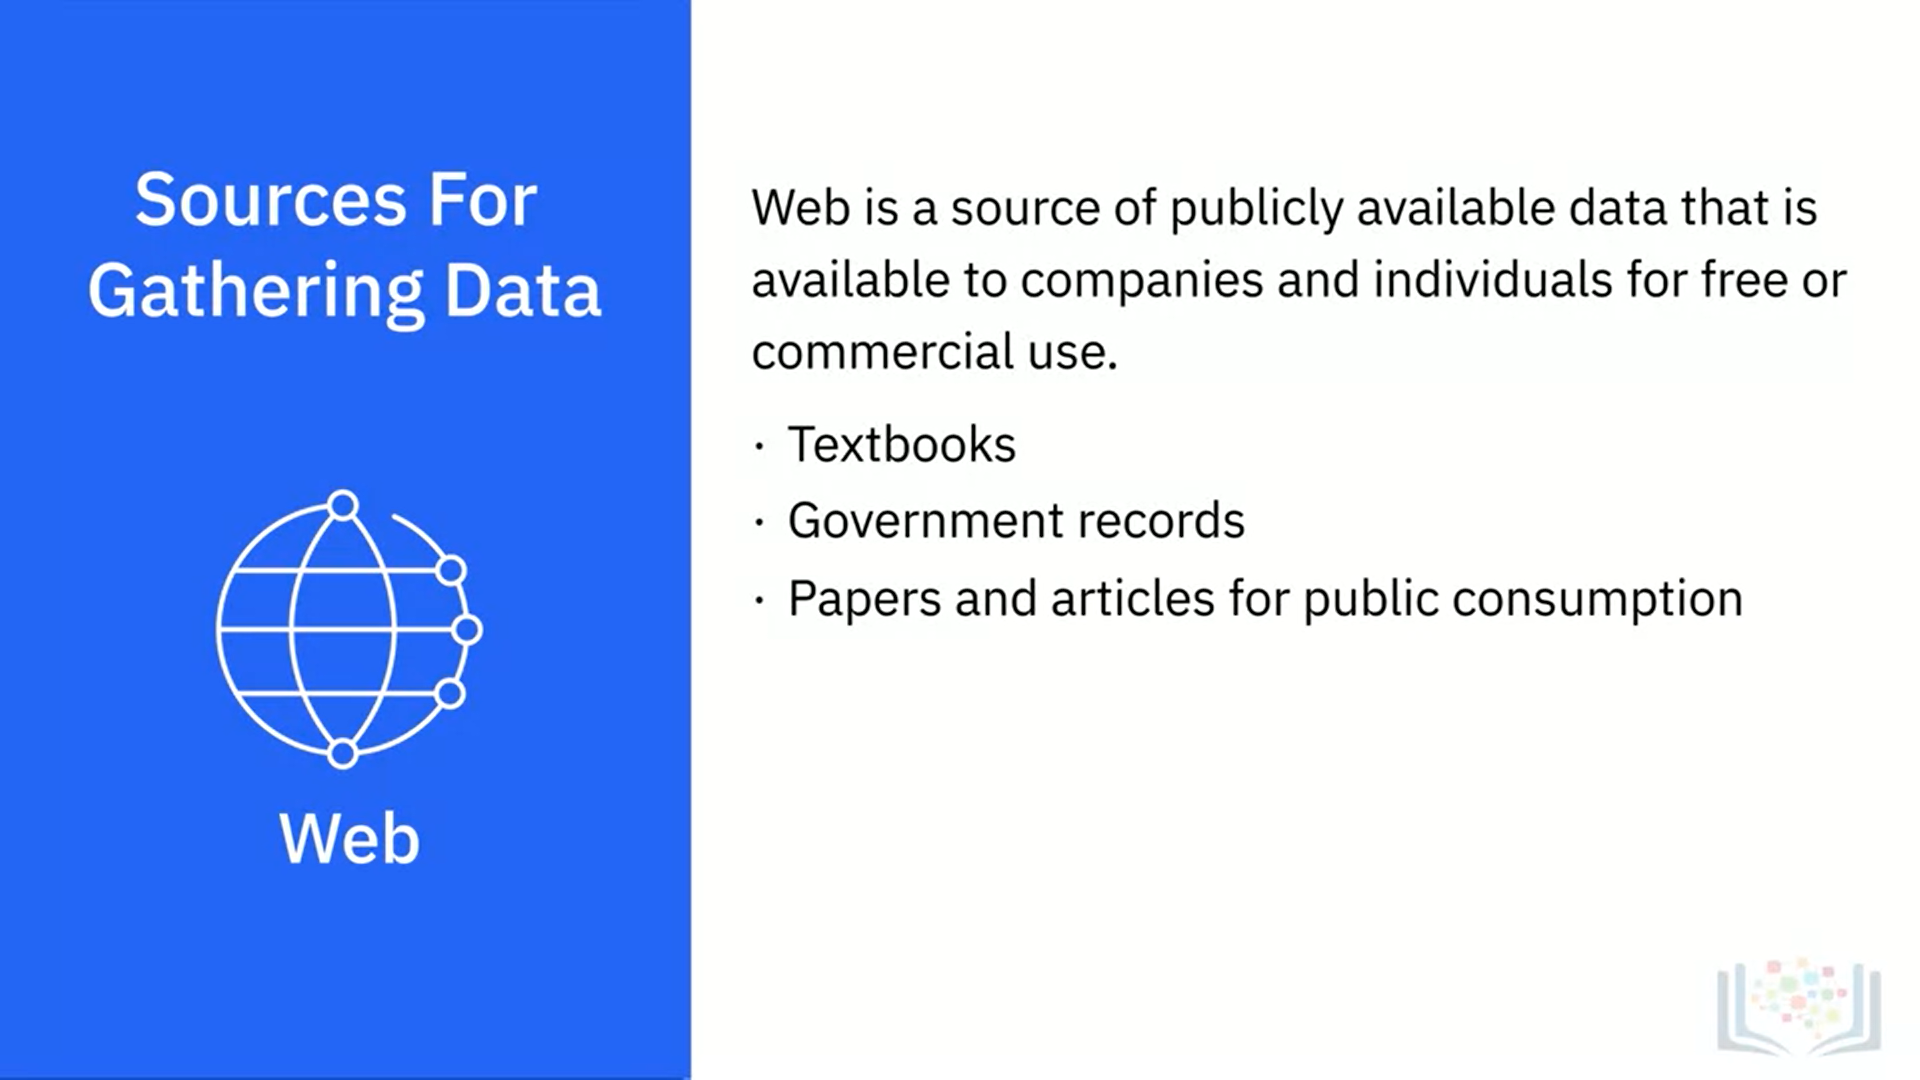 Sources For
Gathering Data
Web
Web is a source of publicly available data that is
available to companies and individuals for free or
commercial use.
· Textbooks
· Government records
· Papers and articles for public consumption